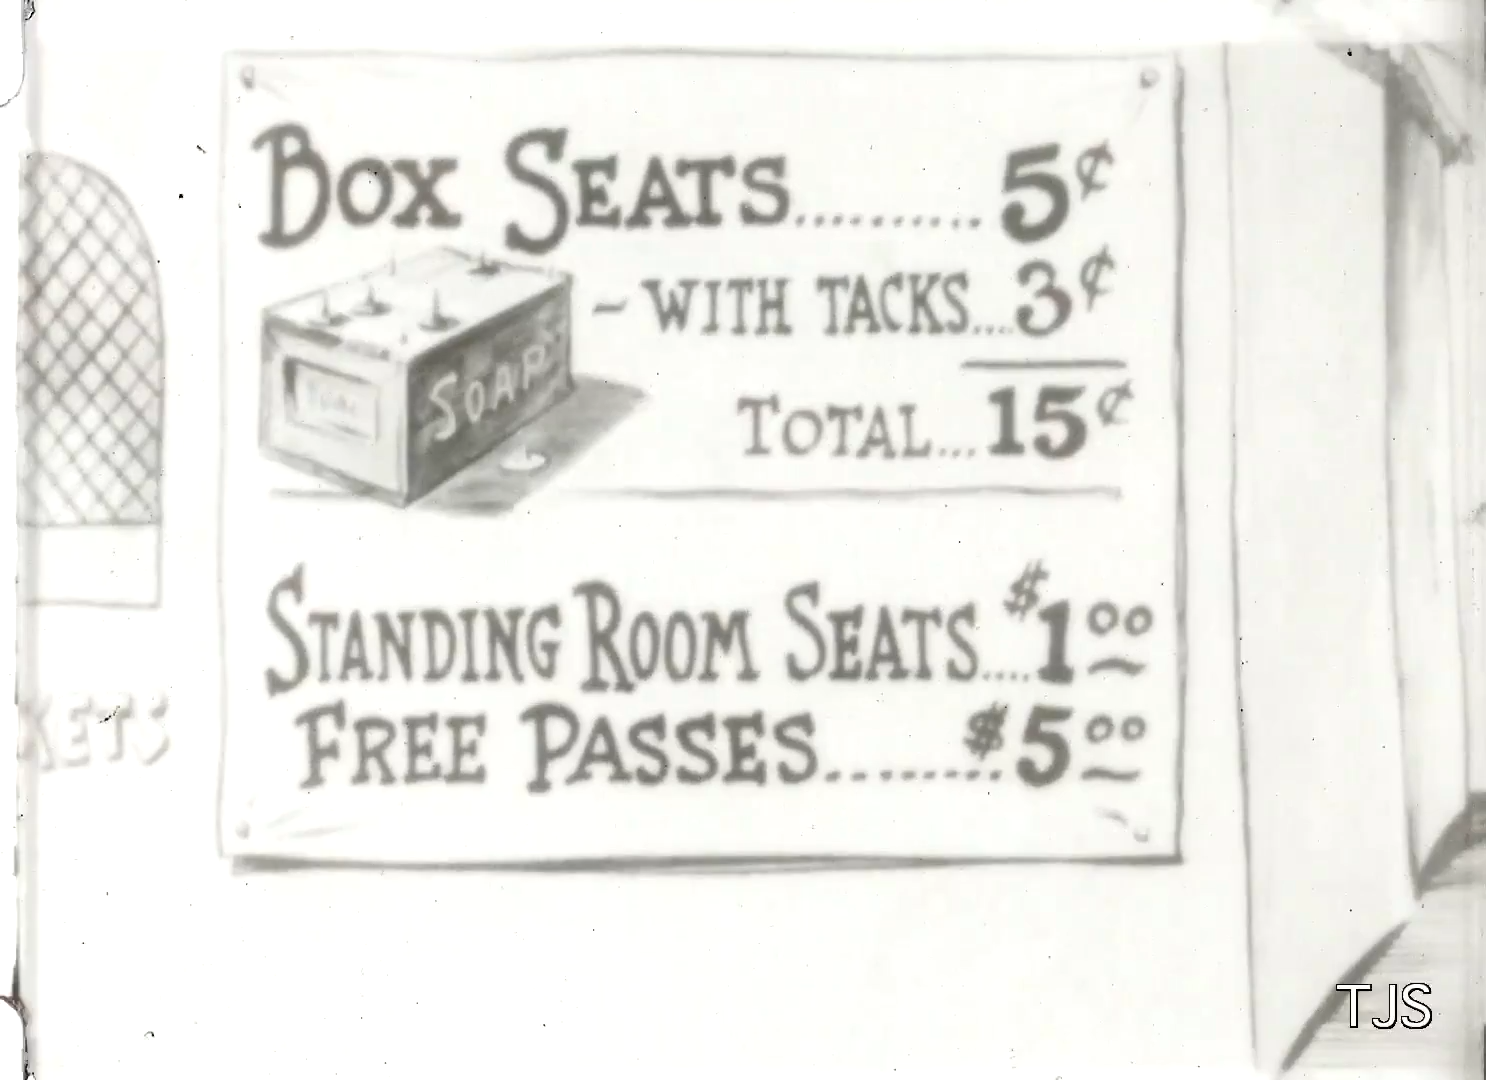 BOX SEATS.......... 5¢
- WITH TACKS....3¢
TOTAL...15¢
SOAP
STANDING ROOM SEATS....$1 00
FREE PASSES........$5 00
KETS
TJS